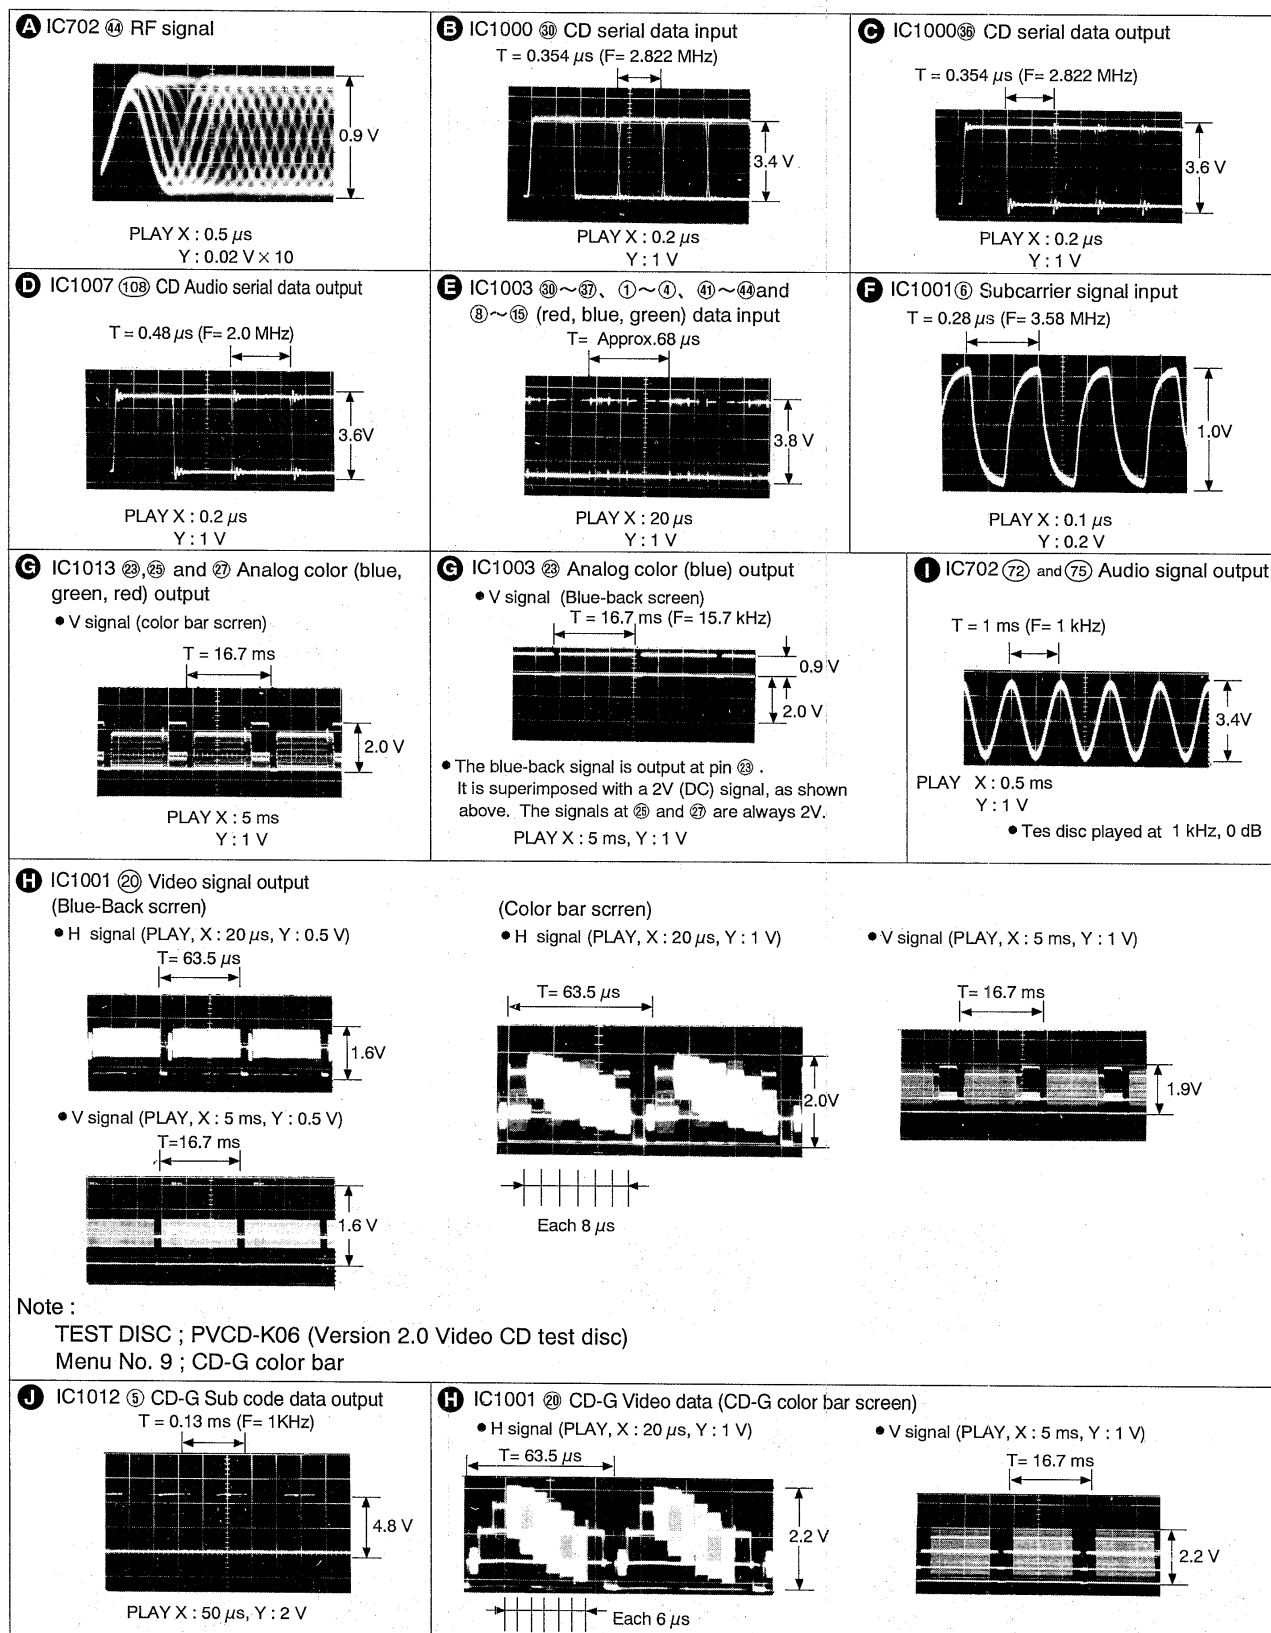 A IC702 ㊹ RF signal
0.9 V
PLAY X : 0.5 μs
Y : 0.02 V × 10
B IC1000 ㉚ CD serial data input
T = 0.354 μs (F= 2.822 MHz)
3.4 V
PLAY X : 0.2 μs
Y : 1 V
C IC1000㊱ CD serial data output
T = 0.354 μs (F= 2.822 MHz)
3.6 V
PLAY X : 0.2 μs
Y : 1 V
D IC1007 (108) CD Audio serial data output
T = 0.48 μs (F= 2.0 MHz)
3.6V
PLAY X : 0.2 μs
Y : 1 V
E IC1003 ㉚～㊲、①～④、㊶～㊹and
⑧～⑮ (red, blue, green) data input
T= Approx.68 μs
3.8 V
PLAY X : 20 μs
Y : 1 V
F IC1001⑥ Subcarrier signal input
T = 0.28 μs (F= 3.58 MHz)
1.0V
PLAY X : 0.1 μs
Y : 0.2 V
G IC1013 ㉓,㉕ and ㉗ Analog color (blue,
green, red) output
● V signal (color bar scrren)
T = 16.7 ms
2.0 V
PLAY X : 5 ms
Y : 1 V
G IC1003 ㉓ Analog color (blue) output
● V signal (Blue-back screen)
T = 16.7 ms (F= 15.7 kHz)
0.9 V
2.0 V
● The blue-back signal is output at pin ㉓ .
It is superimposed with a 2V (DC) signal, as shown
above. The signals at ㉕ and ㉗ are always 2V.
PLAY X : 5 ms, Y : 1 V
I IC702 (72) and (75) Audio signal output
T = 1 ms (F= 1 kHz)
3.4V
PLAY X : 0.5 ms
Y : 1 V
● Tes disc played at 1 kHz, 0 dB
H IC1001 ⑳ Video signal output
(Blue-Back scrren)
● H signal (PLAY, X : 20 μs, Y : 0.5 V)
T= 63.5 μs
1.6V
● V signal (PLAY, X : 5 ms, Y : 0.5 V)
T=16.7 ms
1.6 V
(Color bar scrren)
● H signal (PLAY, X : 20 μs, Y : 1 V)
T= 63.5 μs
2.0V
Each 8 μs
● V signal (PLAY, X : 5 ms, Y : 1 V)
T= 16.7 ms
1.9V
Note :
TEST DISC ; PVCD-K06 (Version 2.0 Video CD test disc)
Menu No. 9 ; CD-G color bar
J IC1012 ⑤ CD-G Sub code data output
T = 0.13 ms (F= 1KHz)
4.8 V
PLAY X : 50 μs, Y : 2 V
H IC1001 ⑳ CD-G Video data (CD-G color bar screen)
● H signal (PLAY, X : 20 μs, Y : 1 V)
T= 63.5 μs
2.2 V
Each 6 μs
● V signal (PLAY, X : 5 ms, Y : 1 V)
T= 16.7 ms
2.2 V